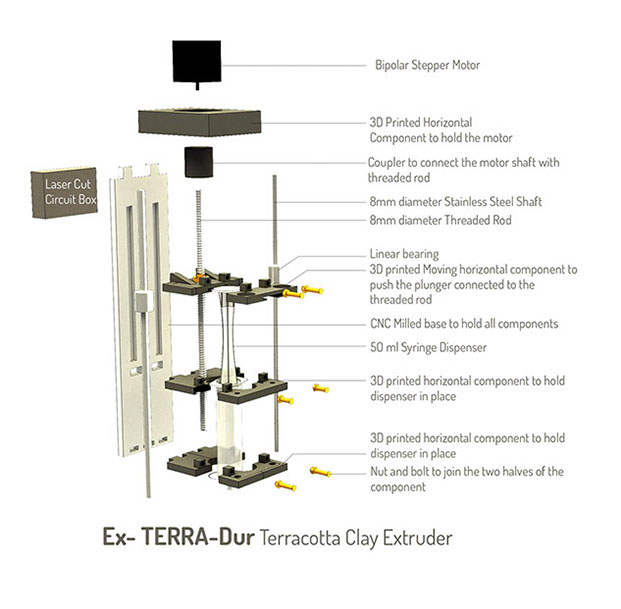 Bipolar Stepper Motor
3D Printed Horizontal
Component to hold the motor
Coupler to connect the motor shaft with
threaded rod
Laser Cut
Circuit Box
8mm diameter Stainless Steel Shaft
8mm diameter Threaded Rod
Linear bearing
3D printed Moving horizontal component to
push the plunger connected to the
threaded rod
CNC Milled base to hold all components
50 ml Syringe Dispenser
3D printed horizontal component to hold
dispenser in place
3D printed horizontal component to hold
dispenser in place
Nut and bolt to join the two halves of the
component
Ex- TERRA-Dur Terracotta Clay Extruder